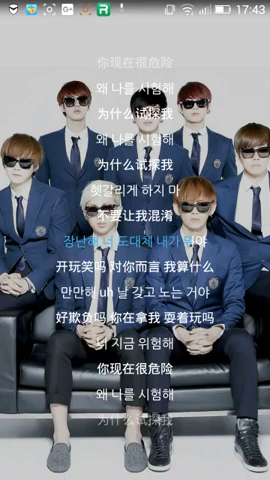 17:43
你现在很危险
왜 나를 시험해
为什么试探我
왜 나를 시험해
为什么试探我
헷갈리게 하지 마
不要让我混淆
장난해 너 도대체 내가 뭐야
开玩笑吗 对你而言 我算什么
만만해 uh 날 갖고 노는 거야
好欺负吗 你在拿我 耍着玩吗
너 지금 위험해
你现在很危险
왜 나를 시험해
为什么试探我